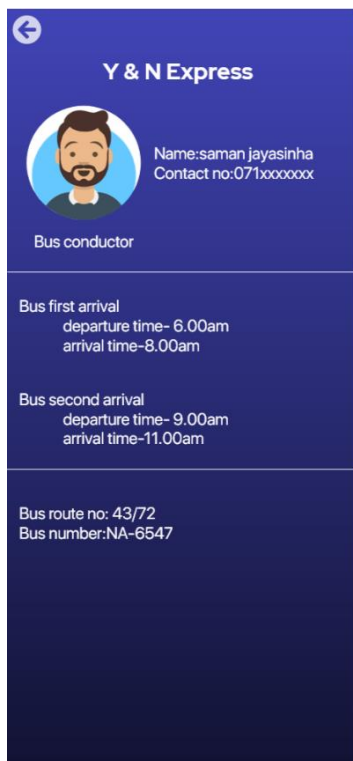 Y & N Express
Name:saman jayasinha
Contact no:071xxxxxxx
Bus conductor
Bus first arrival
departure time- 6.00am
arrival time-8.00am
Bus second arrival
departure time- 9.00am
arrival time-11.00am
Bus route no: 43/72
Bus number:NA-6547